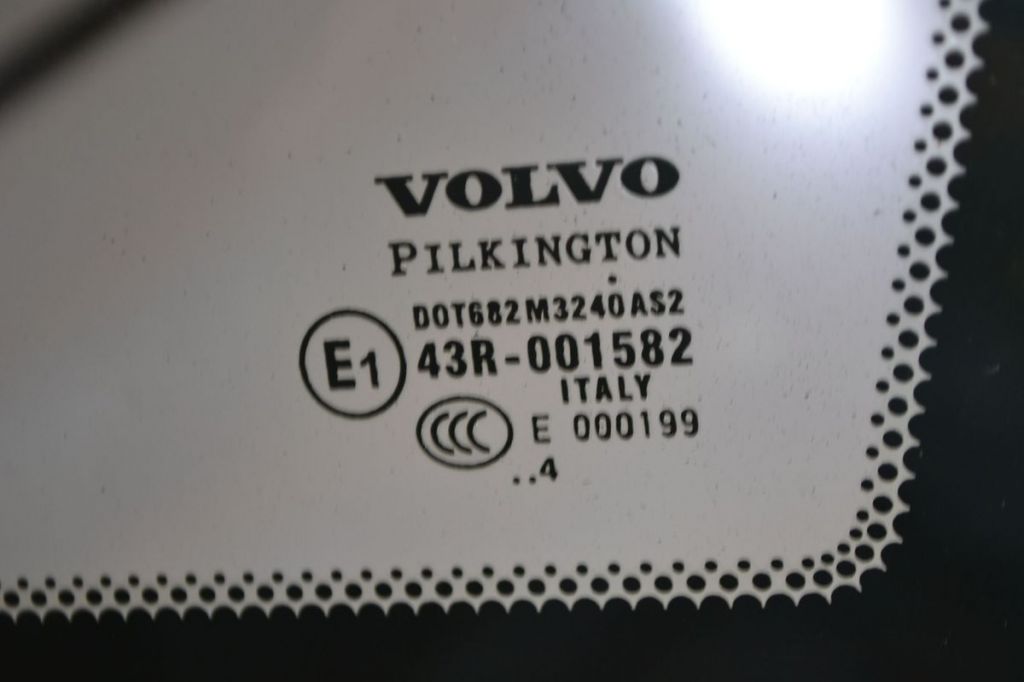 VOLVO
PILKINGTON
DOT682M3240AS2
E1 43R-001582
ITALY
CCC E 000199
..4